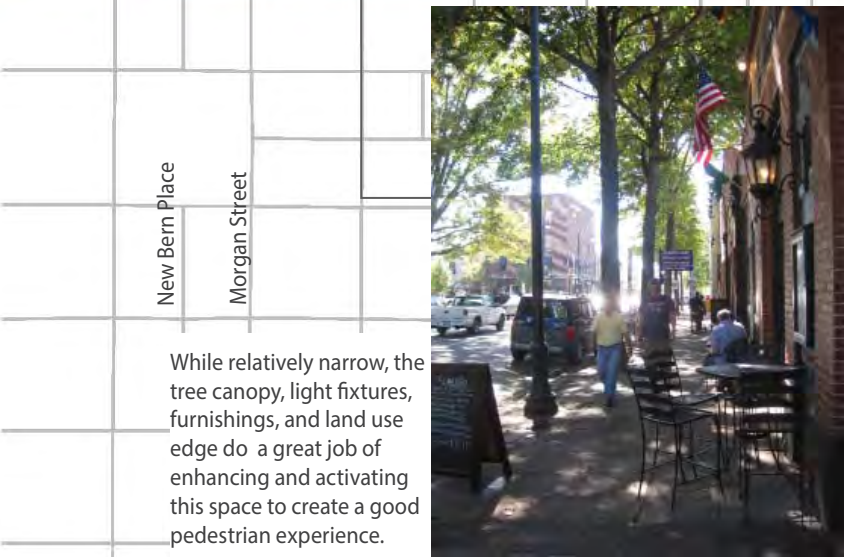 New Bern Place
Morgan Street
While relatively narrow, the
tree canopy, light fixtures,
furnishings, and land use
edge do a great job of
enhancing and activating
this space to create a good
pedestrian experience.